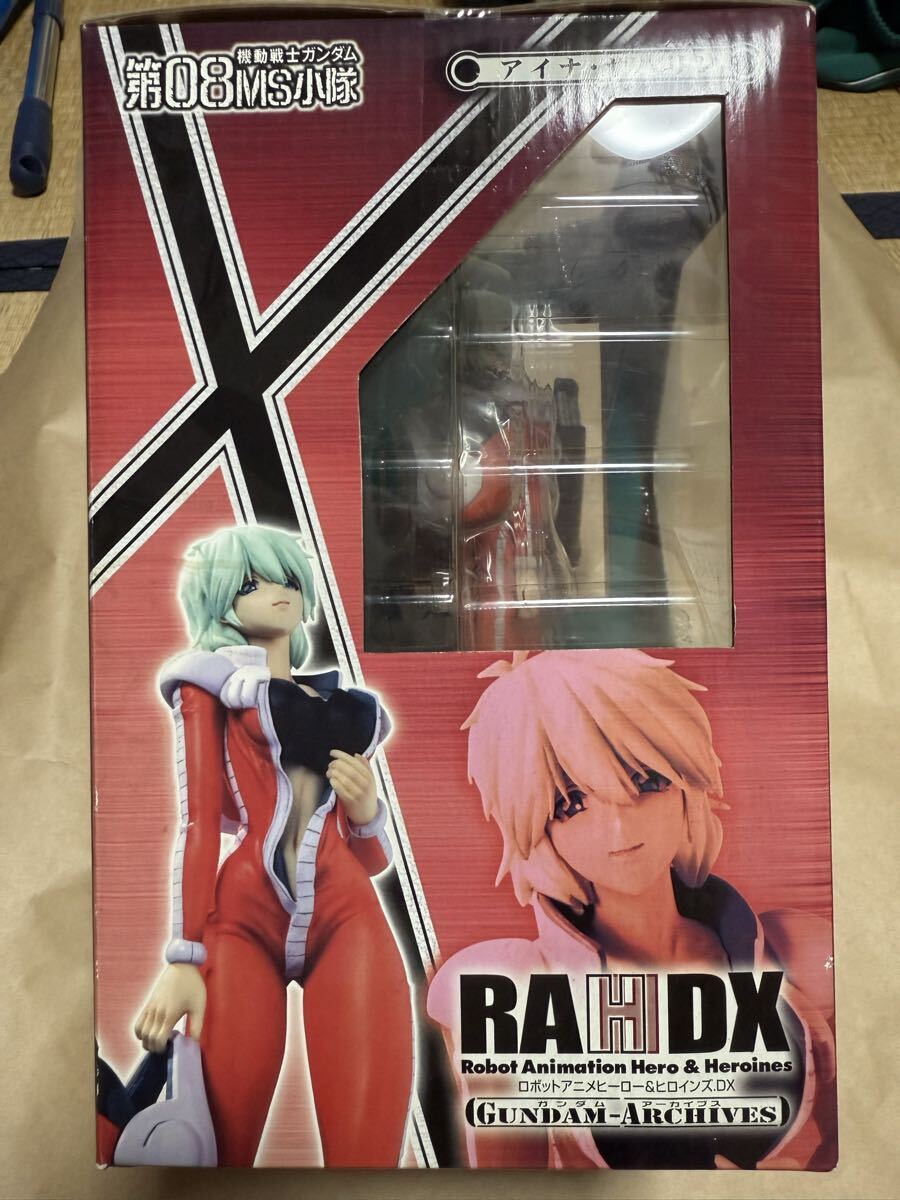 機動戦士ガンダム
第08MS小隊
アイナ・
RAHDX
Robot Animation Hero & Heroines
ロボットアニメヒーロー&ヒロインズ.DX
ガンダム アーカイブス
(GUNDAM-ARCHIVES)